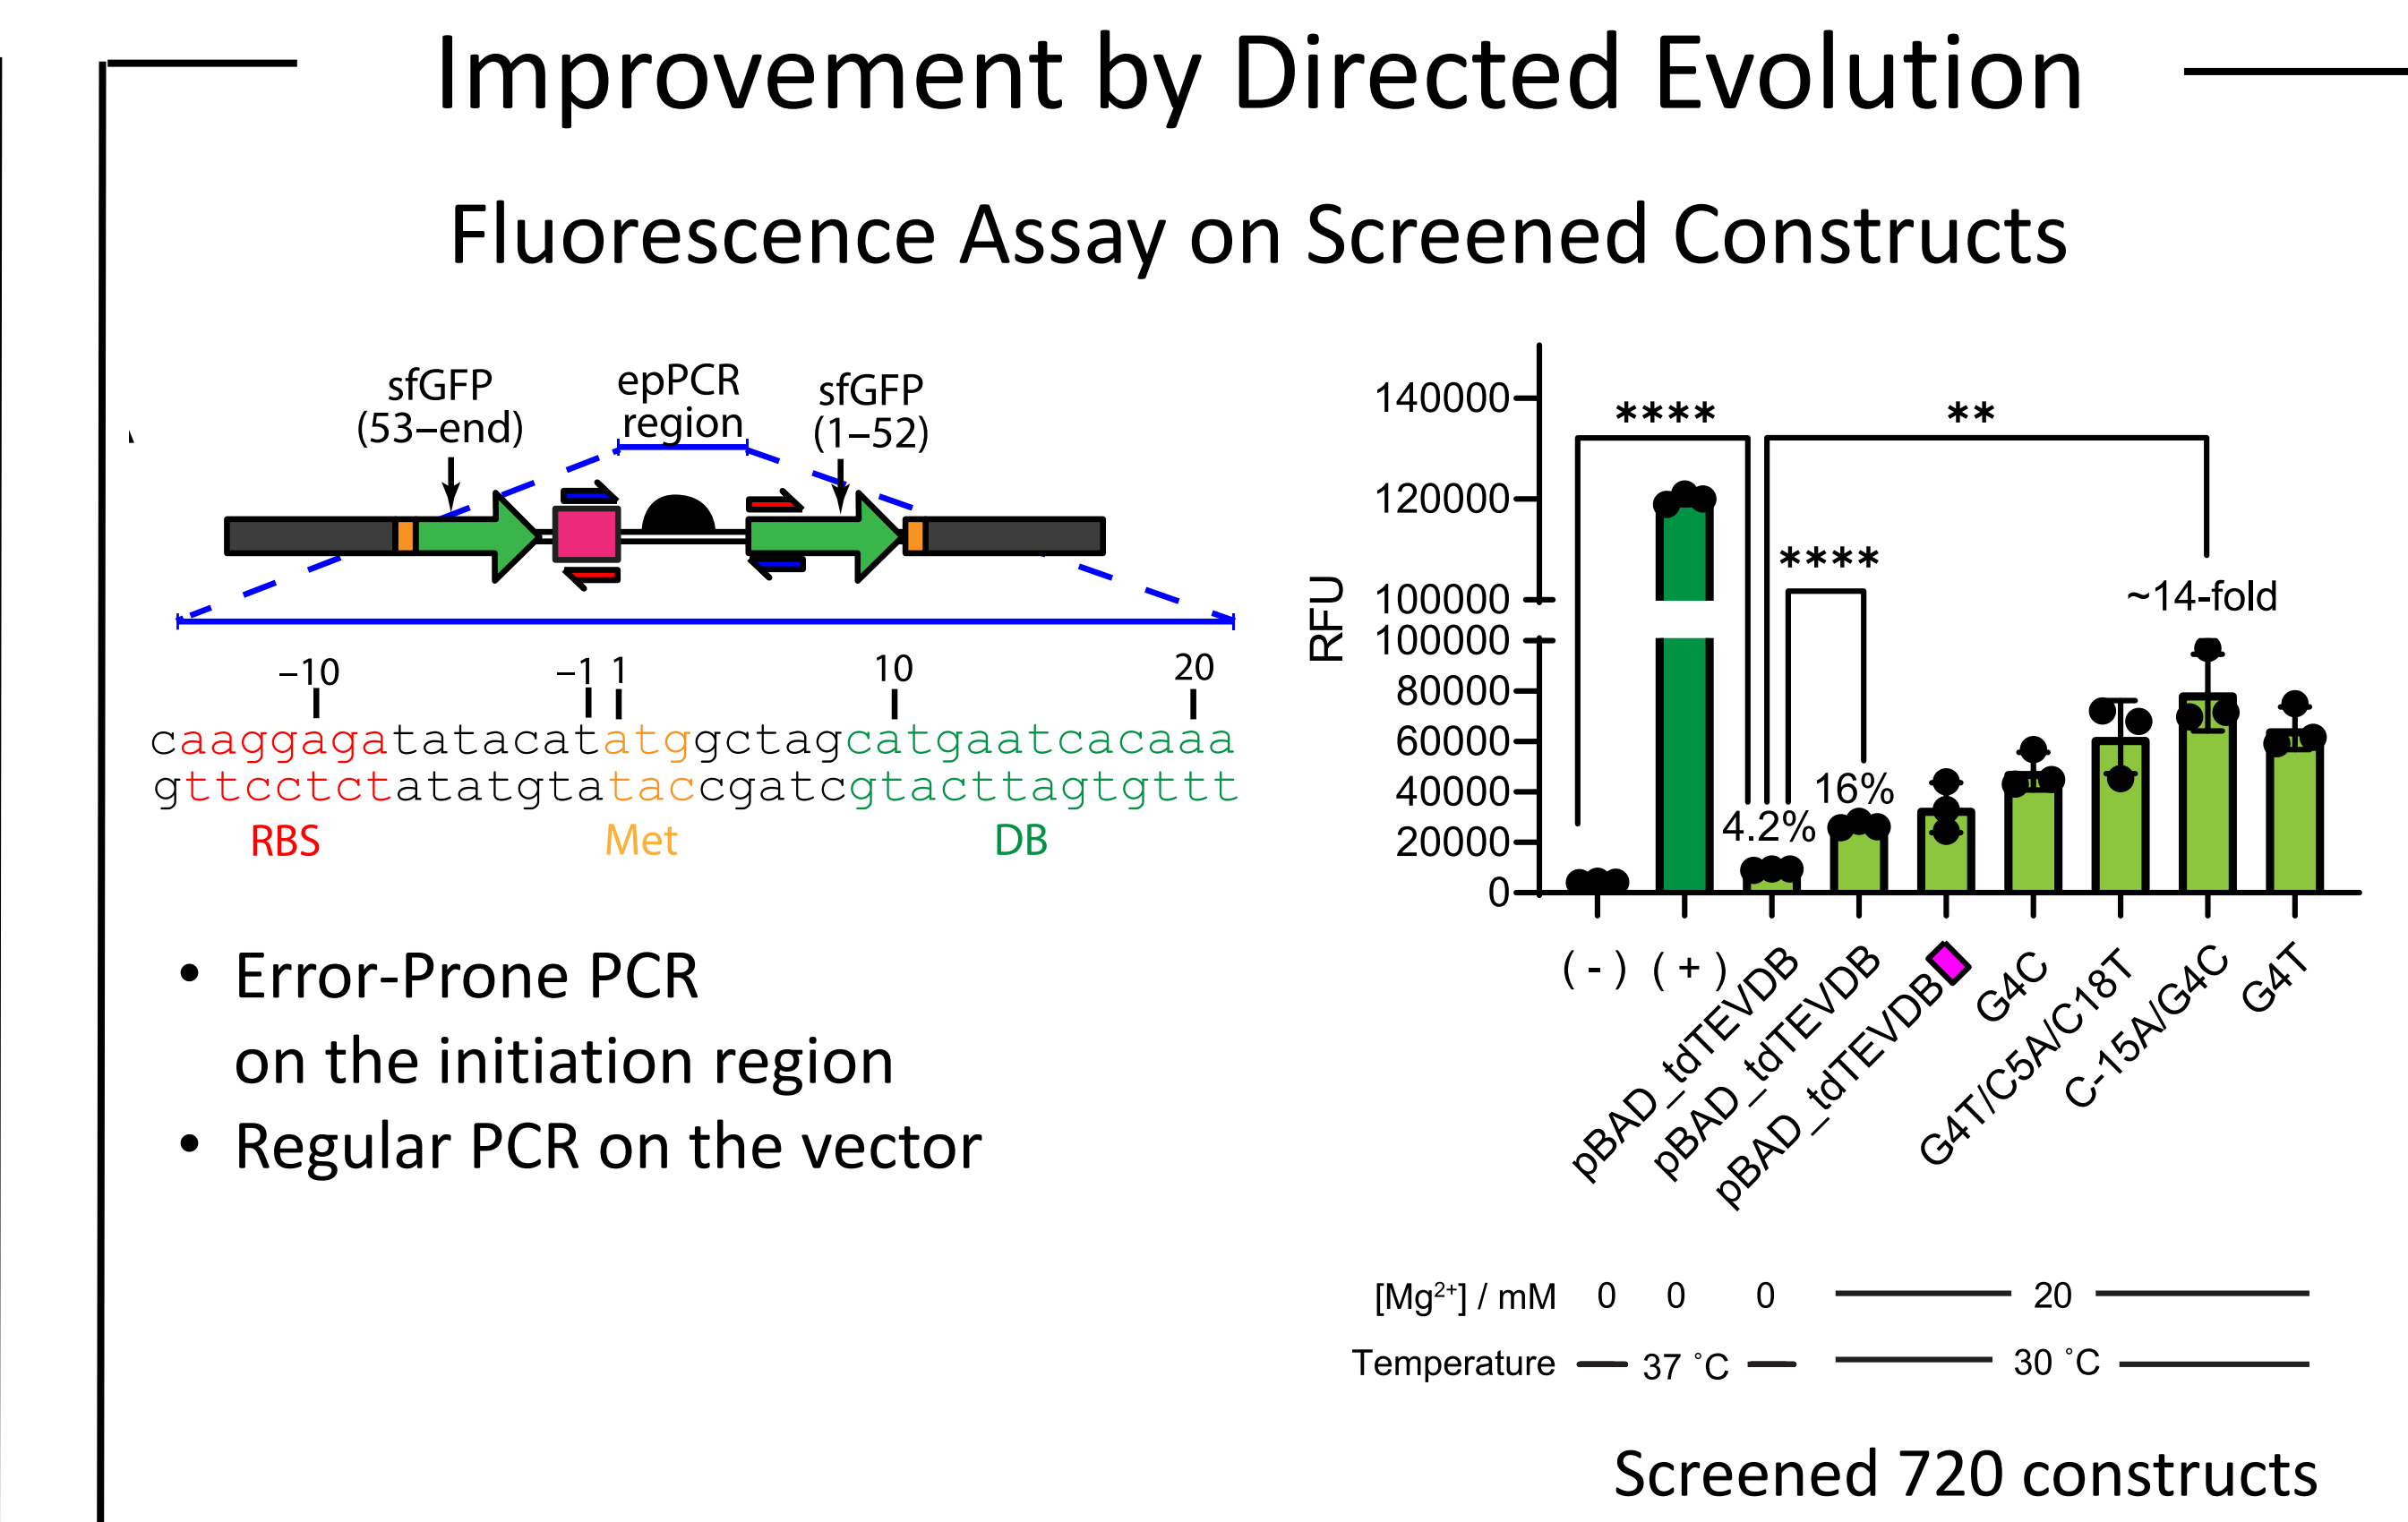 Improvement by Directed Evolution
Fluorescence Assay on Screened Constructs
sfGFP
(53–end)
epPCR
region
sfGFP
(1–52)
–10
–1 1
10
20
caaggagatatacatatggctagcatgaatcacaaa
gttcctctatatgtataccgatcgtacttagtgttt
RBS
Met
DB
• Error-Prone PCR
on the initiation region
• Regular PCR on the vector
RFU
140000
120000
100000
100000
80000
60000
40000
20000
0
****
**
****
~14-fold
4.2%
16%
(-)
(+)
pBAD_tdTEVDB
pBAD_tdTEVDB
pBAD_tdTEVDB
G4C
G4T/C5A/C18T
C-15A/G4C
G4T
[Mg²⁺] / mM 0 0 0 20
Temperature 37 °C 30 °C
Screened 720 constructs